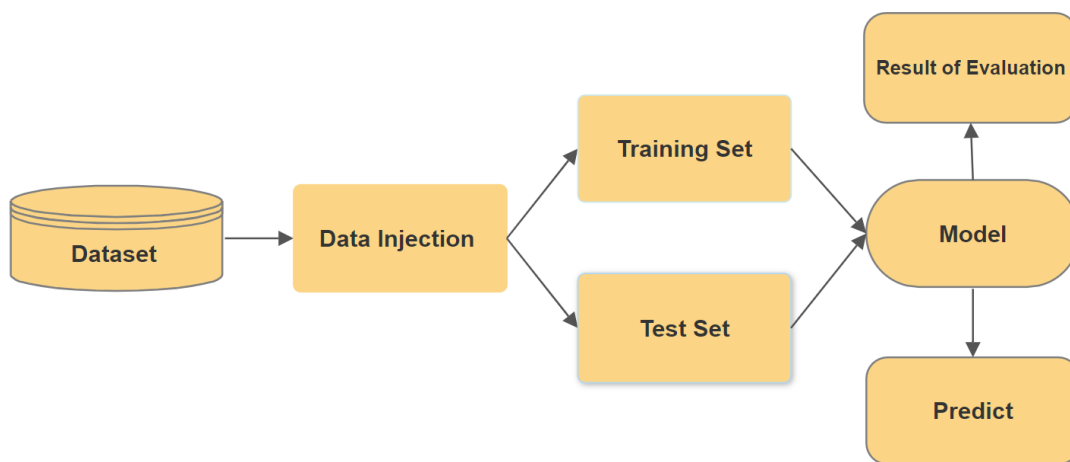 Result of Evaluation
Training Set
Dataset
Data Injection
Model
Test Set
Predict